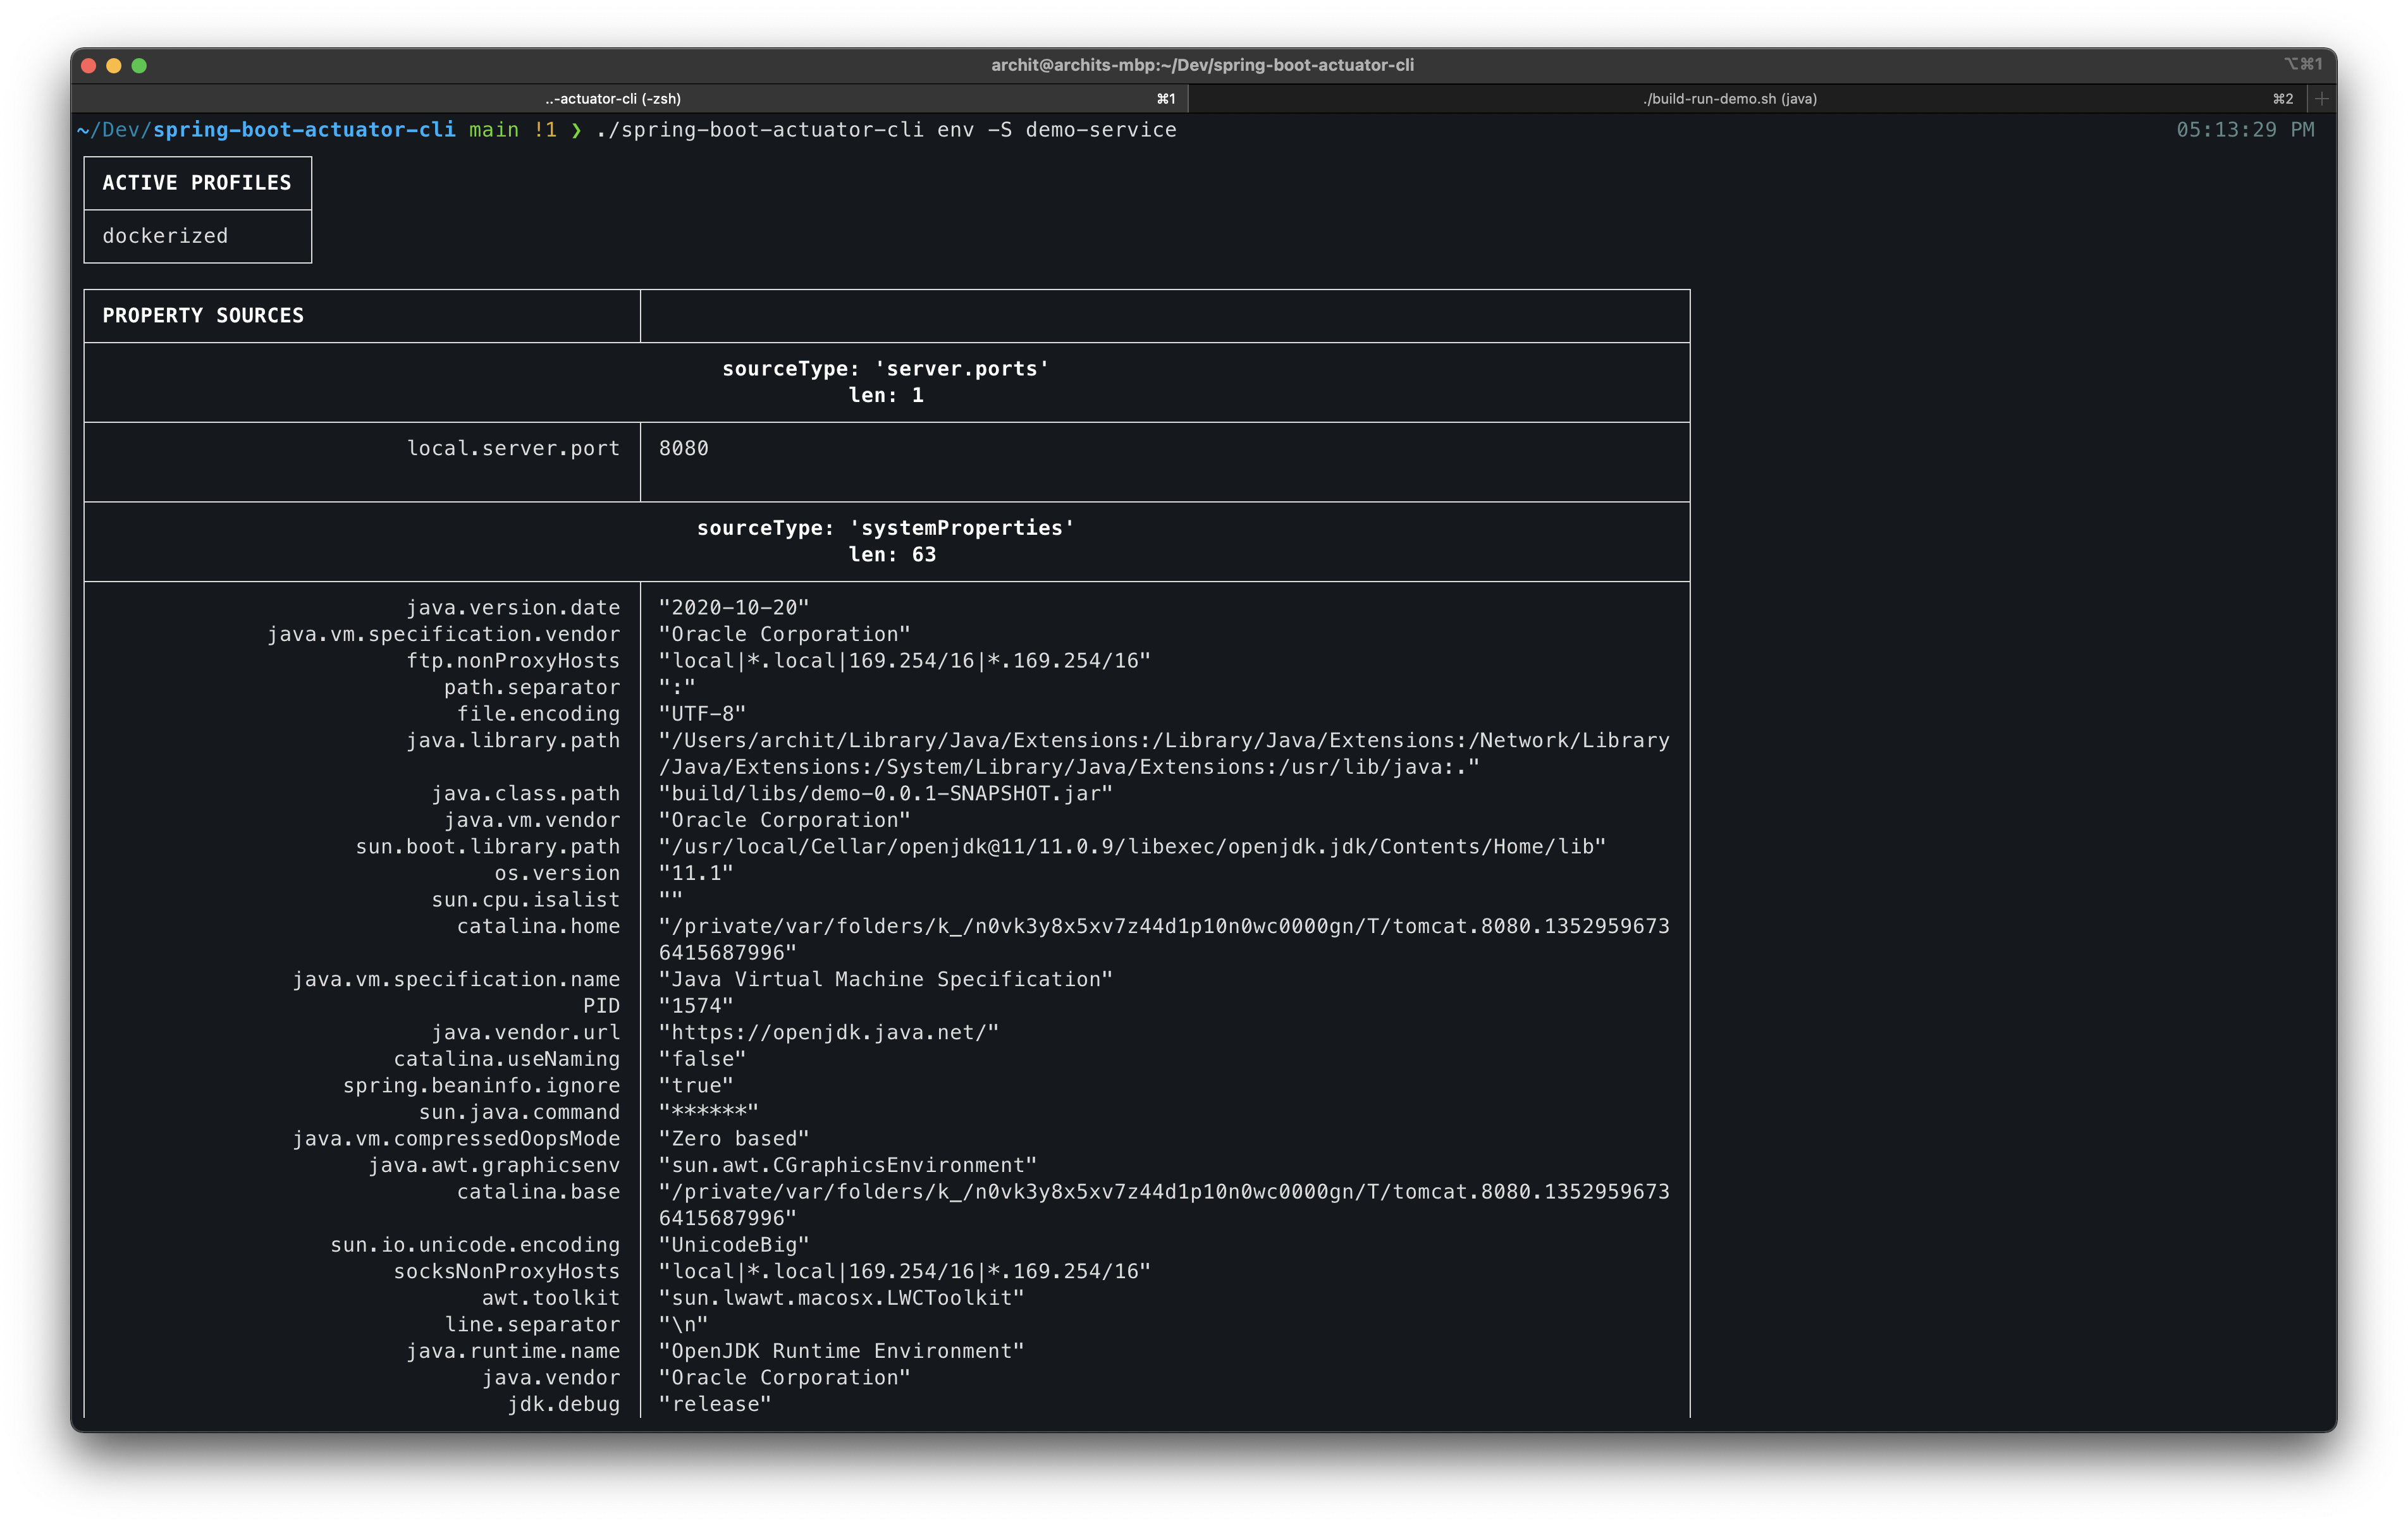 archit@archits-mbp:~/Dev/spring-boot-actuator-cli ⌥⌘1
..-actuator-cli (-zsh) ⌘1 ./build-run-demo.sh (java) ⌘2 +
~/Dev/spring-boot-actuator-cli main !1 ❯ ./spring-boot-actuator-cli env -S demo-service 05:13:29 PM
ACTIVE PROFILES
dockerized
PROPERTY SOURCES
sourceType: 'server.ports'
len: 1
local.server.port 8080
sourceType: 'systemProperties'
len: 63
java.version.date "2020-10-20"
java.vm.specification.vendor "Oracle Corporation"
ftp.nonProxyHosts "local|*.local|169.254/16|*.169.254/16"
path.separator ":"
file.encoding "UTF-8"
java.library.path "/Users/archit/Library/Java/Extensions:/Library/Java/Extensions:/Network/Library
/Java/Extensions:/System/Library/Java/Extensions:/usr/lib/java:."
java.class.path "build/libs/demo-0.0.1-SNAPSHOT.jar"
java.vm.vendor "Oracle Corporation"
sun.boot.library.path "/usr/local/Cellar/openjdk@11/11.0.9/libexec/openjdk.jdk/Contents/Home/lib"
os.version "11.1"
sun.cpu.isalist ""
catalina.home "/private/var/folders/k_/n0vk3y8x5xv7z44d1p10n0wc0000gn/T/tomcat.8080.1352959673
6415687996"
java.vm.specification.name "Java Virtual Machine Specification"
PID "1574"
java.vendor.url "https://openjdk.java.net/"
catalina.useNaming "false"
spring.beaninfo.ignore "true"
sun.java.command "******"
java.vm.compressedOopsMode "Zero based"
java.awt.graphicsenv "sun.awt.CGraphicsEnvironment"
catalina.base "/private/var/folders/k_/n0vk3y8x5xv7z44d1p10n0wc0000gn/T/tomcat.8080.1352959673
6415687996"
sun.io.unicode.encoding "UnicodeBig"
socksNonProxyHosts "local|*.local|169.254/16|*.169.254/16"
awt.toolkit "sun.lwawt.macosx.LWCToolkit"
line.separator "\n"
java.runtime.name "OpenJDK Runtime Environment"
java.vendor "Oracle Corporation"
jdk.debug "release"